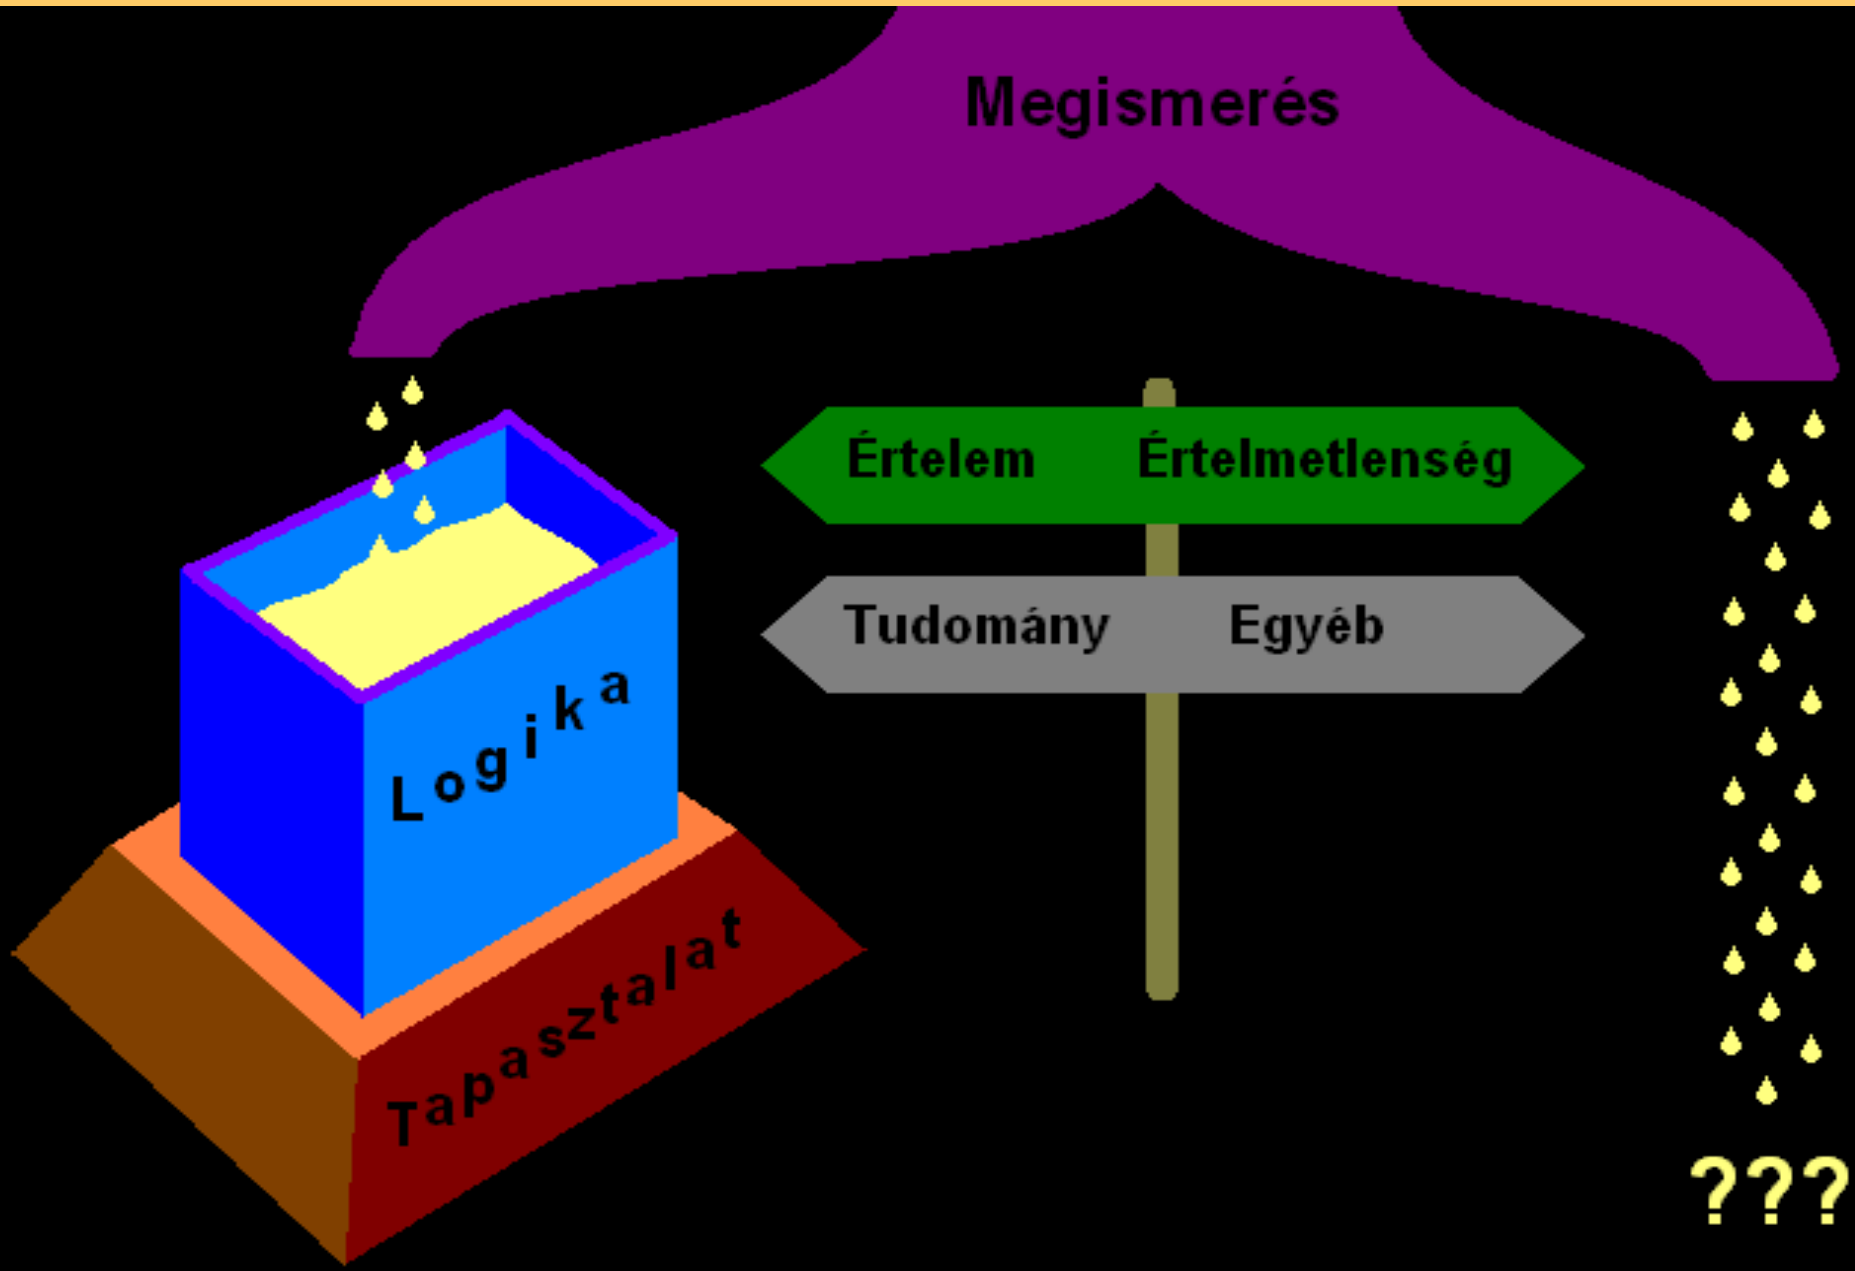 Megismerés
Értelem Értelmetlenség
Tudomány Egyéb
Logika
Tapasztalat
???